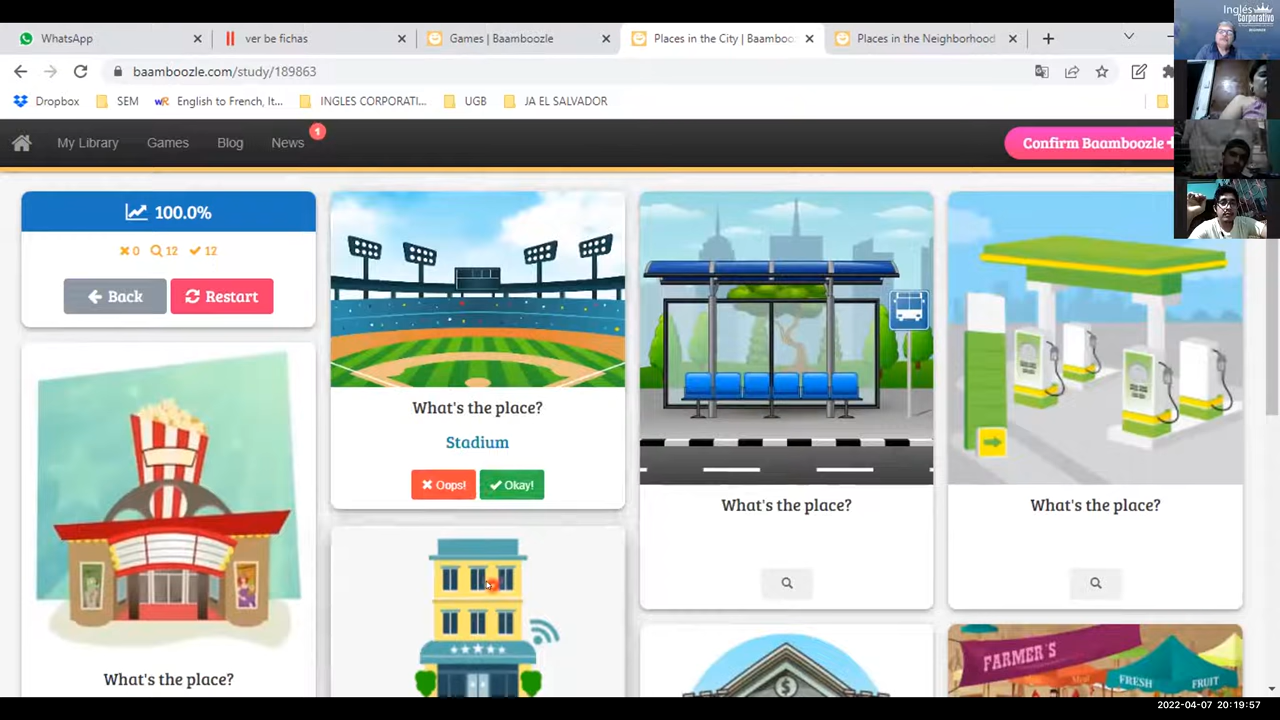 WhatsApp
ver be fichas
Games | Baamboozle
Places in the City | Baamboo
Places in the Neighborhood
baamboozle.com/study/189863
Dropbox
SEM
English to French, It...
INGLES CORPORATI...
UGB
JA EL SALVADOR
Inglés
Corporativo
My Library
Games
Blog
News
1
Confirm Baamboozle +
100.0%
0
12
12
Back
Restart
What's the place?
Stadium
Oops!
Okay!
What's the place?
What's the place?
What's the place?
FARMER'S
FRESH
FRUIT
2022-04-07 20:19:57